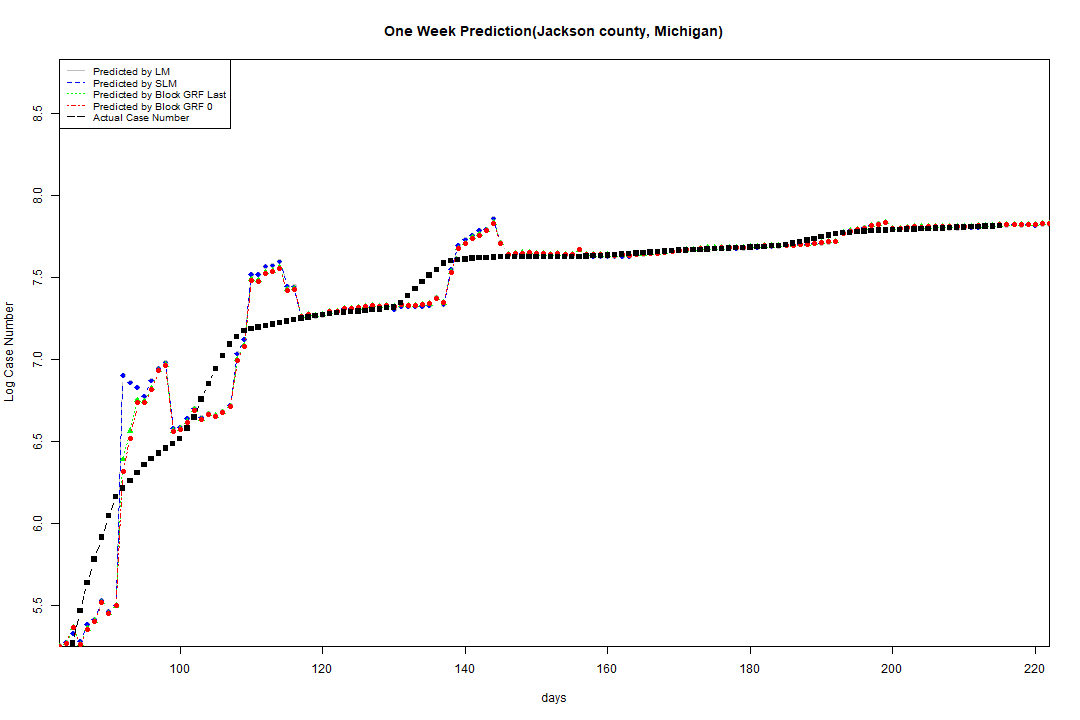 One Week Prediction(Jackson county, Michigan)
Predicted by LM
Predicted by SLM
Predicted by Block GRF Last
Predicted by Block GRF 0
Actual Case Number
Log Case Number
8.5
8.0
7.5
7.0
6.5
6.0
5.5
100 120 140 160 180 200 220
days